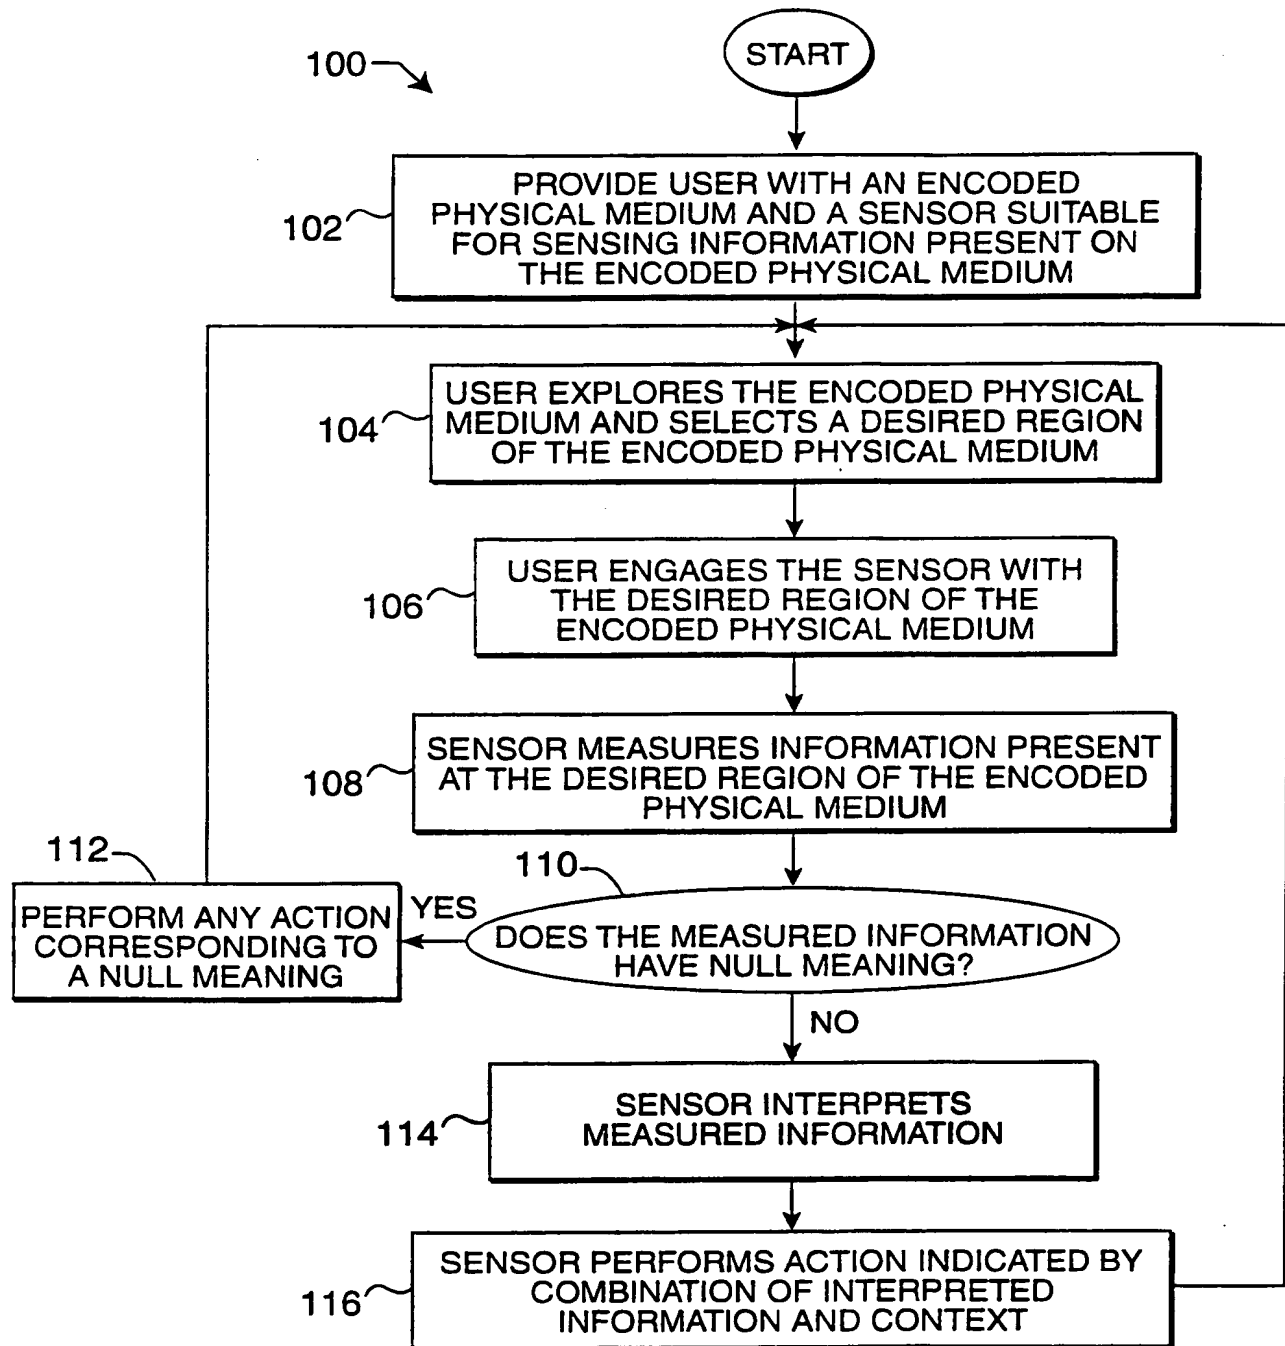 START
100
PROVIDE USER WITH AN ENCODED
PHYSICAL MEDIUM AND A SENSOR SUITABLE
FOR SENSING INFORMATION PRESENT ON
THE ENCODED PHYSICAL MEDIUM
102
USER EXPLORES THE ENCODED PHYSICAL
MEDIUM AND SELECTS A DESIRED REGION
OF THE ENCODED PHYSICAL MEDIUM
104
USER ENGAGES THE SENSOR WITH
THE DESIRED REGION OF THE
ENCODED PHYSICAL MEDIUM
106
SENSOR MEASURES INFORMATION PRESENT
AT THE DESIRED REGION OF THE ENCODED
PHYSICAL MEDIUM
108
112
110
PERFORM ANY ACTION
CORRESPONDING TO
A NULL MEANING
YES
DOES THE MEASURED INFORMATION
HAVE NULL MEANING?
NO
SENSOR INTERPRETS
MEASURED INFORMATION
114
SENSOR PERFORMS ACTION INDICATED BY
COMBINATION OF INTERPRETED
INFORMATION AND CONTEXT
116